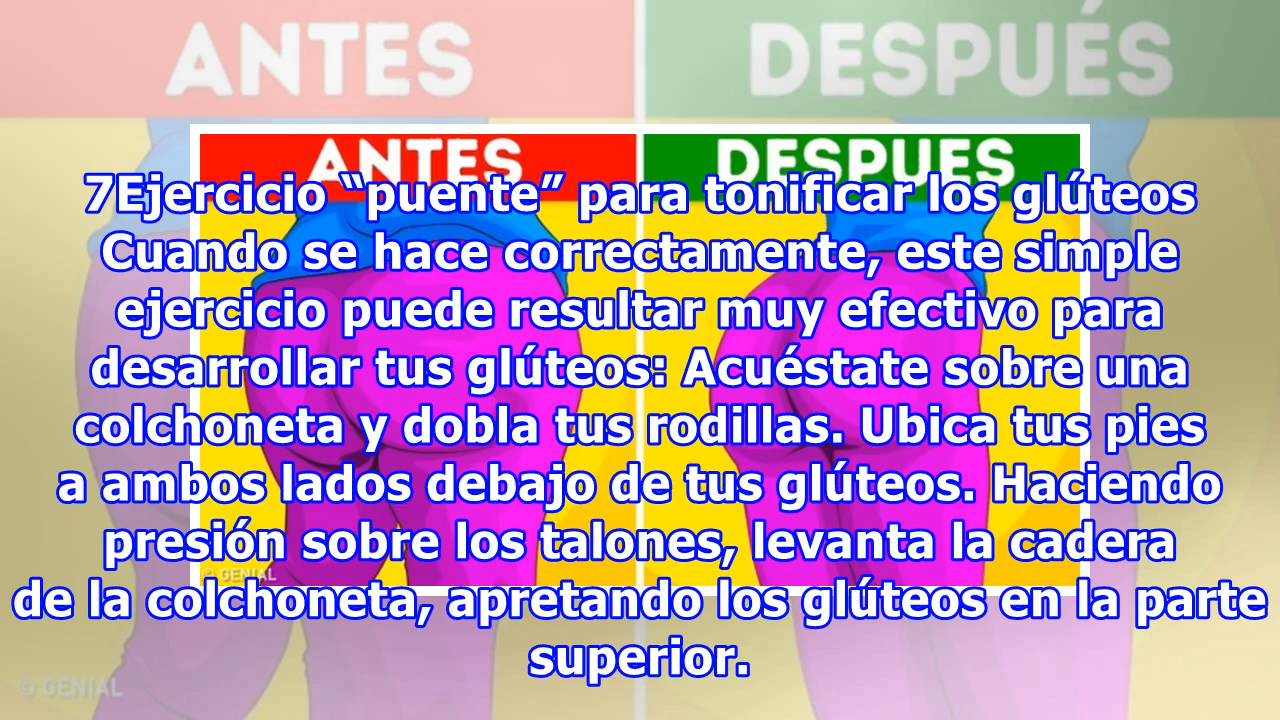 ANTES DESPUÉS
ANTES DESPUES
7Ejercicio “puente” para tonificar los glúteos
Cuando se hace correctamente, este simple
ejercicio puede resultar muy efectivo para
desarrollar tus glúteos: Acuéstate sobre una
colchoneta y dobla tus rodillas. Ubica tus pies
a ambos lados debajo de tus glúteos. Haciendo
presión sobre los talones, levanta la cadera
© GENIAL
de la colchoneta, apretando los glúteos en la parte
superior.
© GENIAL